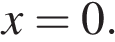 x = 0.